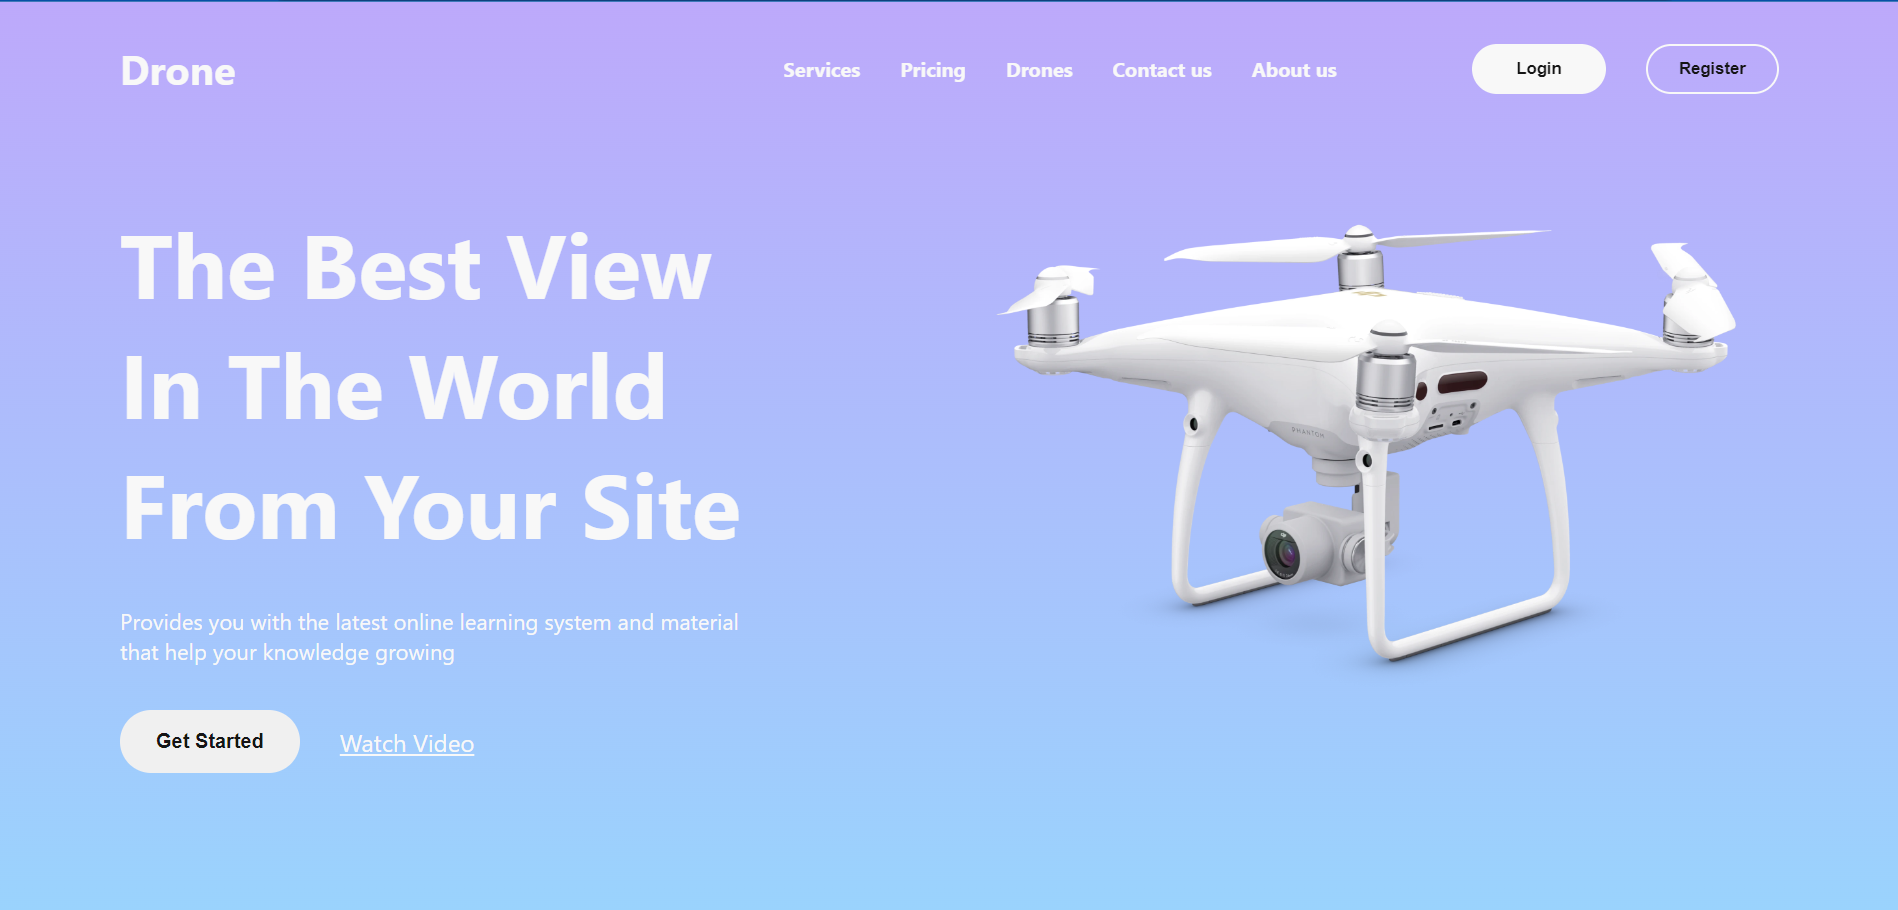 Drone
Services
Pricing
Drones
Contact us
About us
Login
Register
The Best View
In The World
From Your Site
PHANTOM
Provides you with the latest online learning system and material
that help your knowledge growing
Get Started
Watch Video